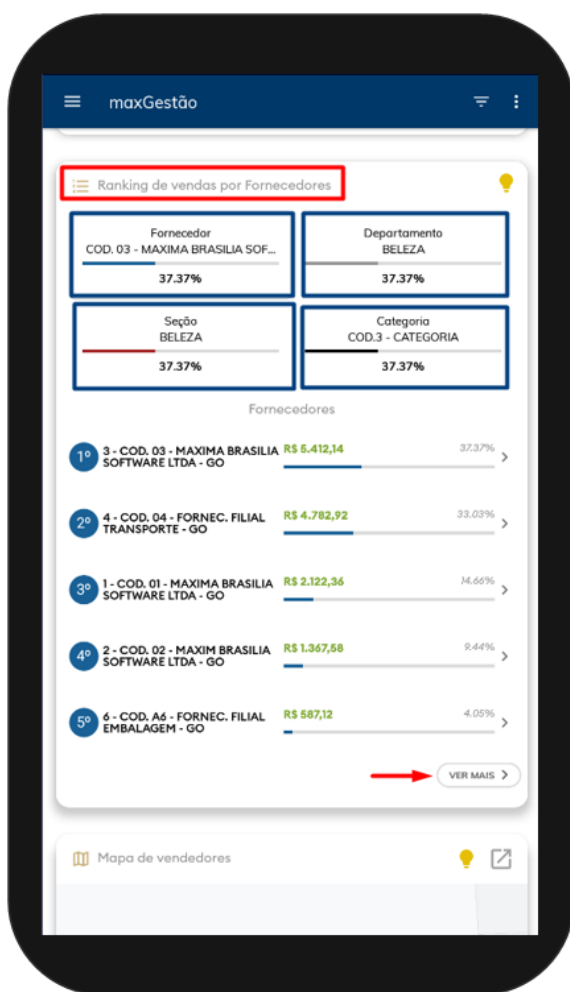 maxGestão
Ranking de vendas por Fornecedores
Fornecedor
COD. 03 - MAXIMA BRASILIA SOF...
37.37%
Departamento
BELEZA
37.37%
Seção
BELEZA
37.37%
Categoria
COD.3 - CATEGORIA
37.37%
Fornecedores
1º
3 - COD. 03 - MAXIMA BRASILIA
SOFTWARE LTDA - GO
R$ 5.412,14
37.37%
2º
4 - COD. 04 - FORNEC. FILIAL
TRANSPORTE - GO
R$ 4.782,92
33.03%
3º
1 - COD. 01 - MAXIMA BRASILIA
SOFTWARE LTDA - GO
R$ 2.122,36
14.66%
4º
2 - COD. 02 - MAXIM BRASILIA
SOFTWARE LTDA - GO
R$ 1.367,58
9.44%
5º
6 - COD. A6 - FORNEC. FILIAL
EMBALAGEM - GO
R$ 587,12
4.05%
VER MAIS
Mapa de vendedores